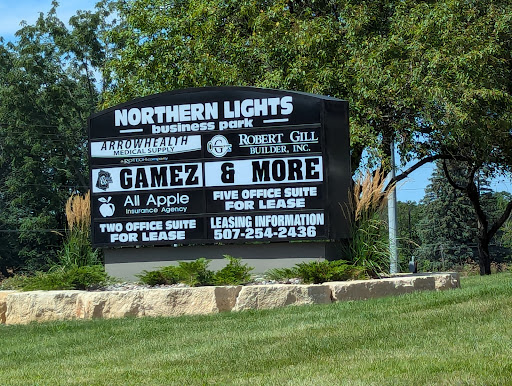 NORTHERN LIGHTS
business park
ARROWHEALTH
MEDICAL SUPPLY
company
ROBERT GILL
BUILDER, INC.
GAMEZ & MORE
All Apple
Insurance Agency
FIVE OFFICE SUITE
FOR LEASE
TWO OFFICE SUITE
FOR LEASE
LEASING INFORMATION
507-254-2436